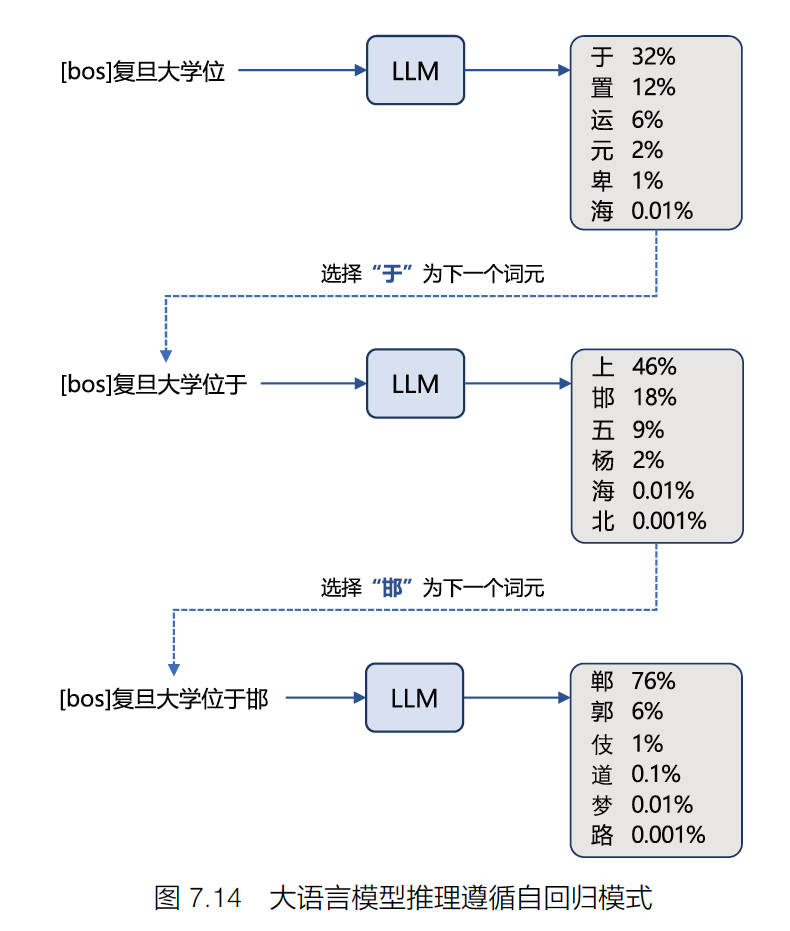 [bos]复旦大学位
LLM
于 32%
置 12%
运 6%
元 2%
卑 1%
海 0.01%
选择“于”为下一个词元
[bos]复旦大学位于
LLM
上 46%
邯 18%
五 9%
杨 2%
海 0.01%
北 0.001%
选择“邯”为下一个词元
[bos]复旦大学位于邯
LLM
郸 76%
郭 6%
伎 1%
道 0.1%
梦 0.01%
路 0.001%
图 7.14 大语言模型推理遵循自回归模式